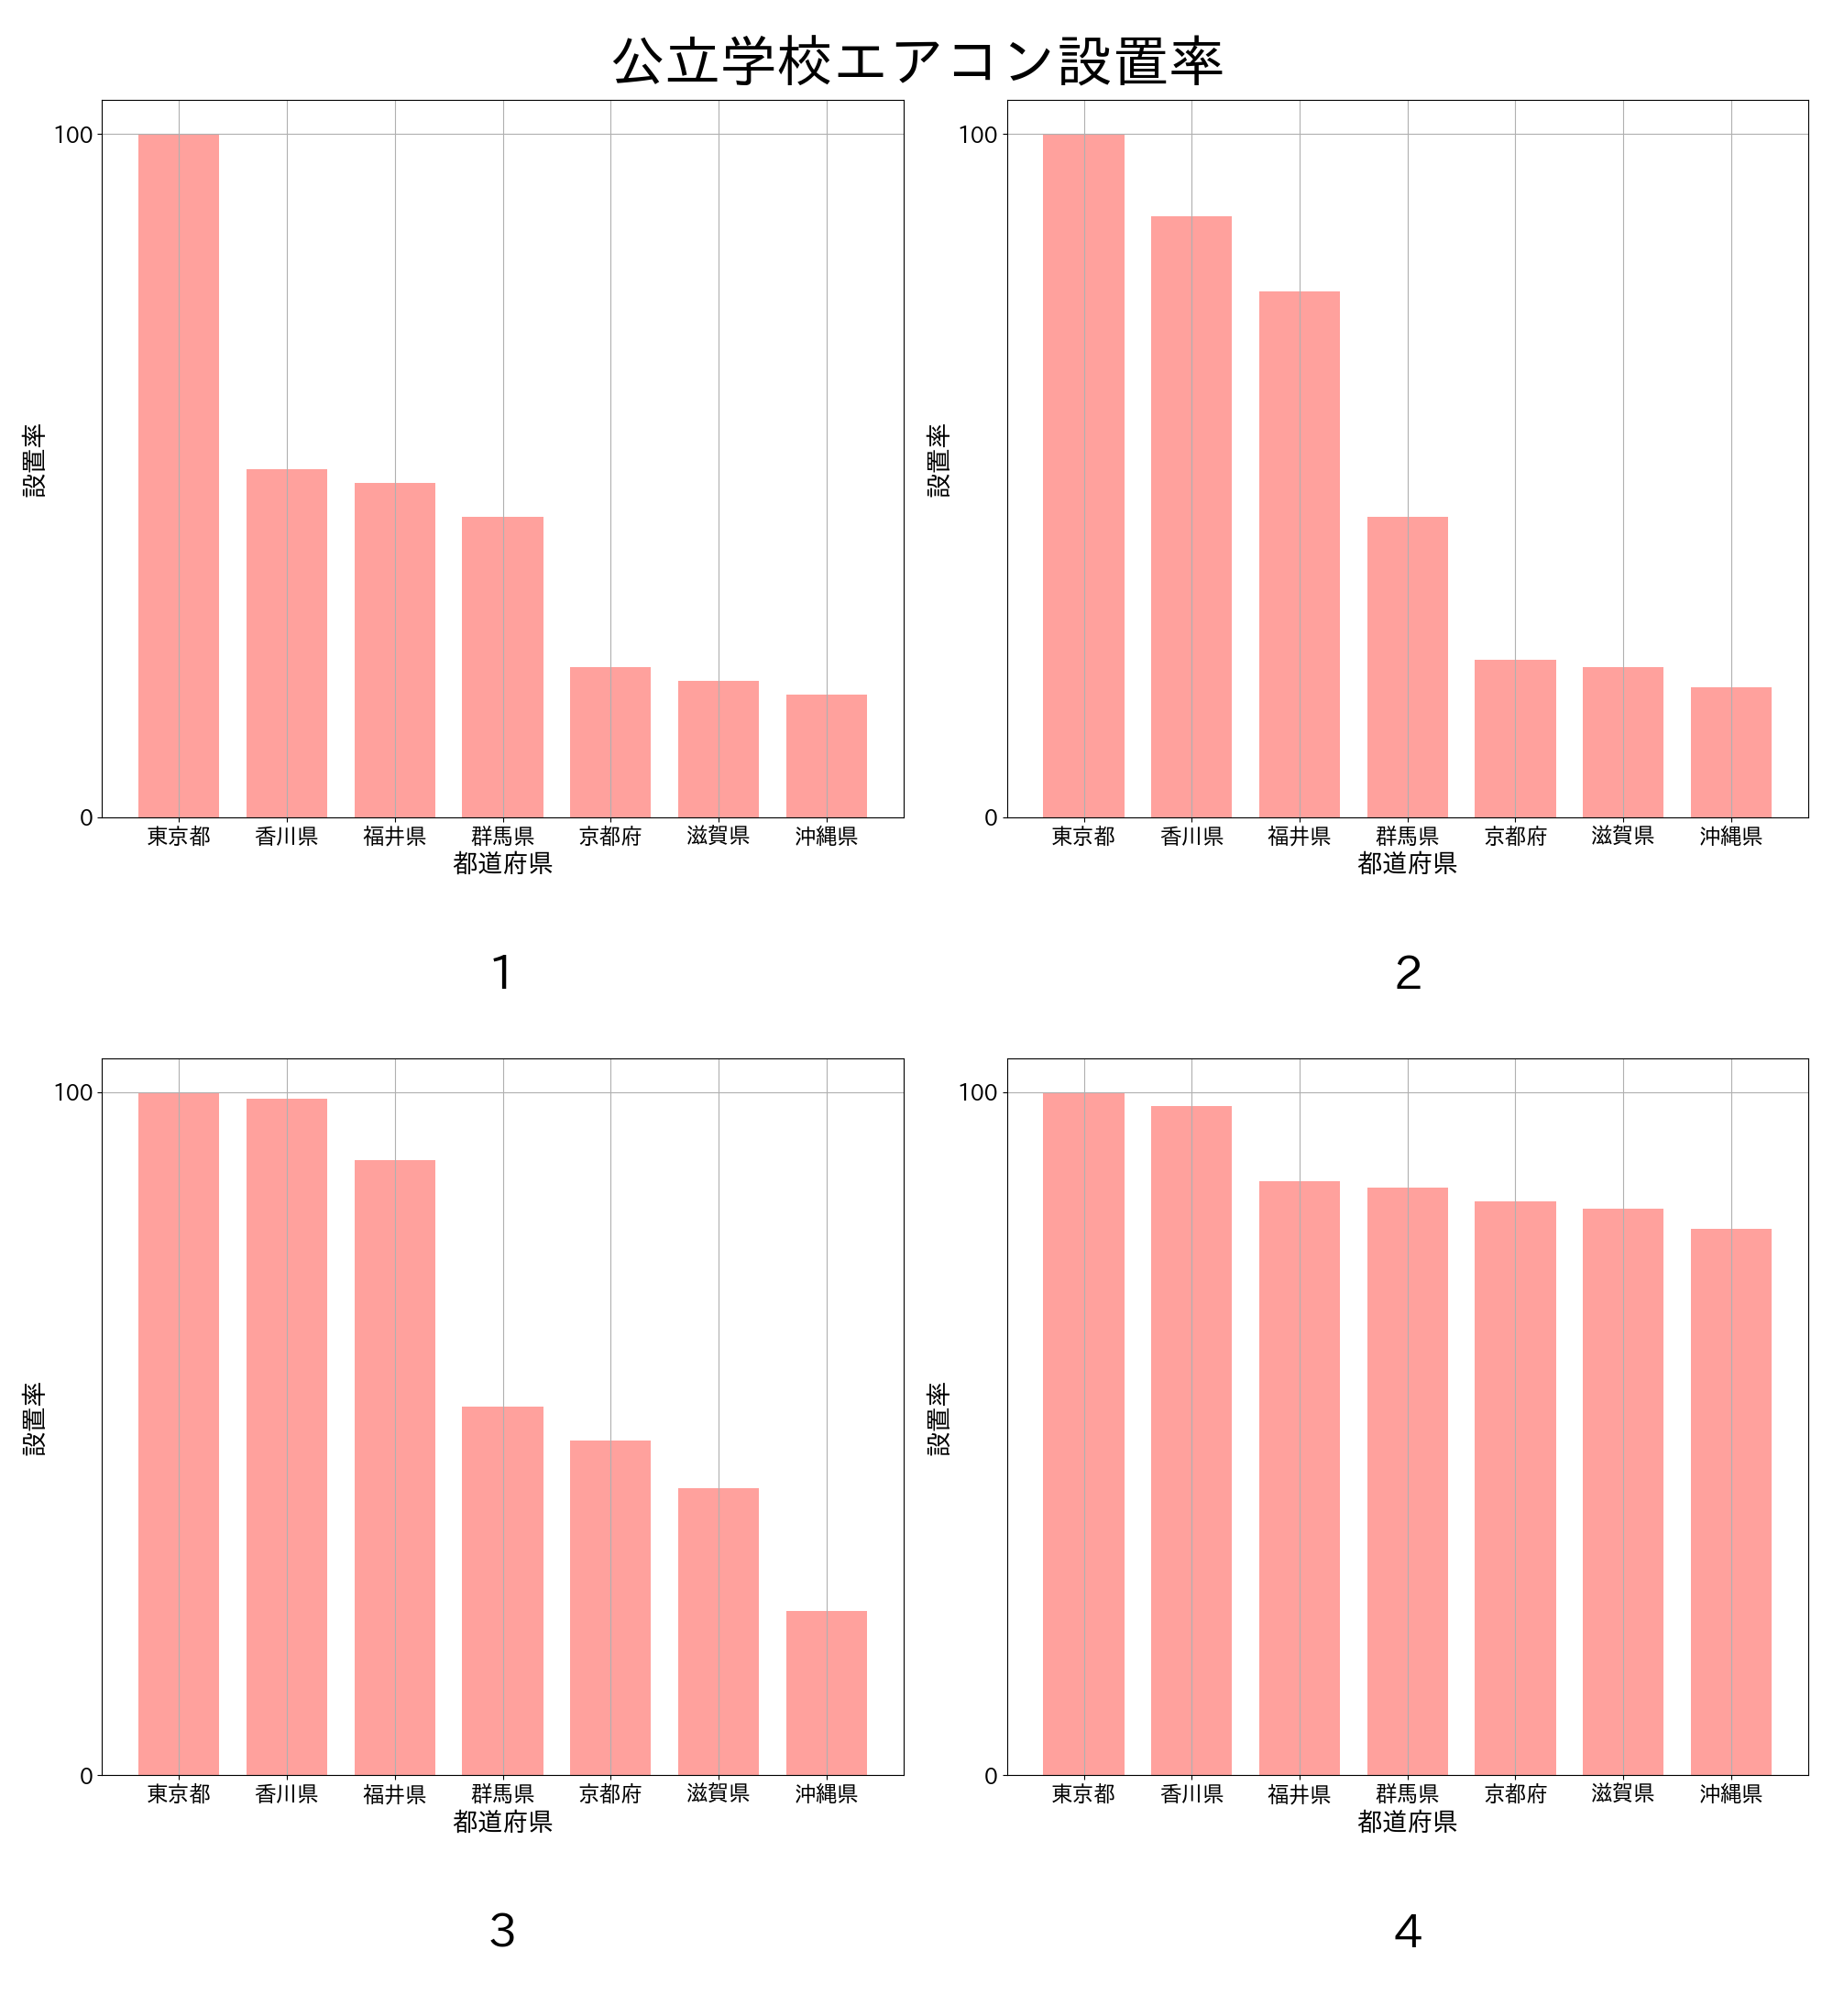 公立学校エアコン設置率
100
設置率
0
東京都 香川県 福井県 群馬県 京都府 滋賀県 沖縄県
都道府県
1
100
設置率
0
東京都 香川県 福井県 群馬県 京都府 滋賀県 沖縄県
都道府県
2
100
設置率
0
東京都 香川県 福井県 群馬県 京都府 滋賀県 沖縄県
都道府県
3
100
設置率
0
東京都 香川県 福井県 群馬県 京都府 滋賀県 沖縄県
都道府県
4